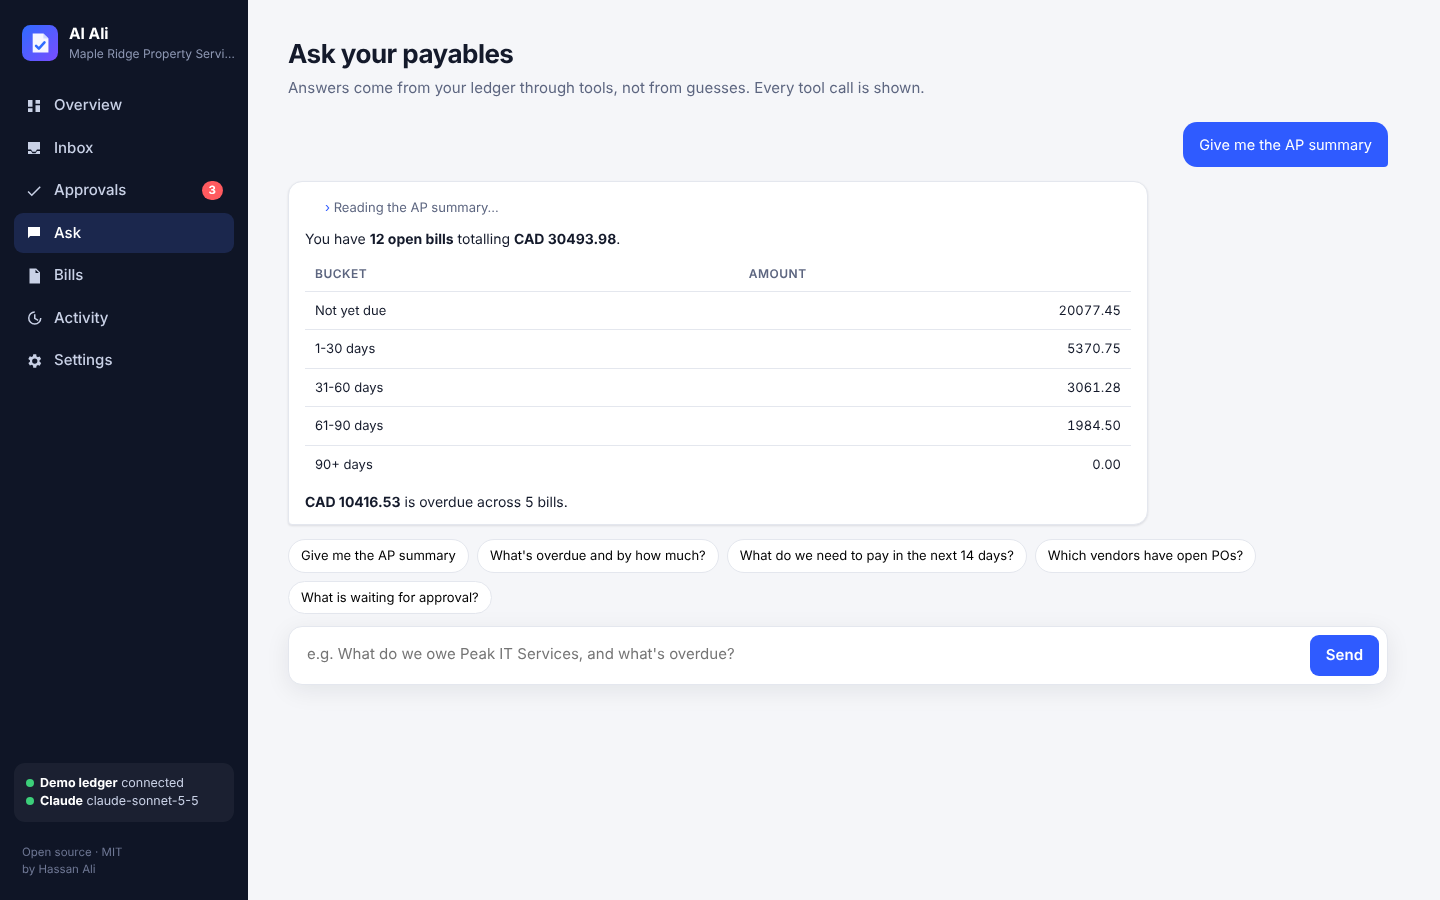 AI Ali
Maple Ridge Property Servi...
Overview
Inbox
Approvals 3
Ask
Bills
Activity
Settings
Demo ledger connected
Claude claude-sonnet-5-5
Open source · MIT
by Hassan Ali
Ask your payables
Answers come from your ledger through tools, not from guesses. Every tool call is shown.
Give me the AP summary
› Reading the AP summary...
You have 12 open bills totalling CAD 30493.98.
BUCKET AMOUNT
Not yet due 20077.45
1-30 days 5370.75
31-60 days 3061.28
61-90 days 1984.50
90+ days 0.00
CAD 10416.53 is overdue across 5 bills.
Give me the AP summary What's overdue and by how much? What do we need to pay in the next 14 days? Which vendors have open POs?
What is waiting for approval?
e.g. What do we owe Peak IT Services, and what's overdue? Send